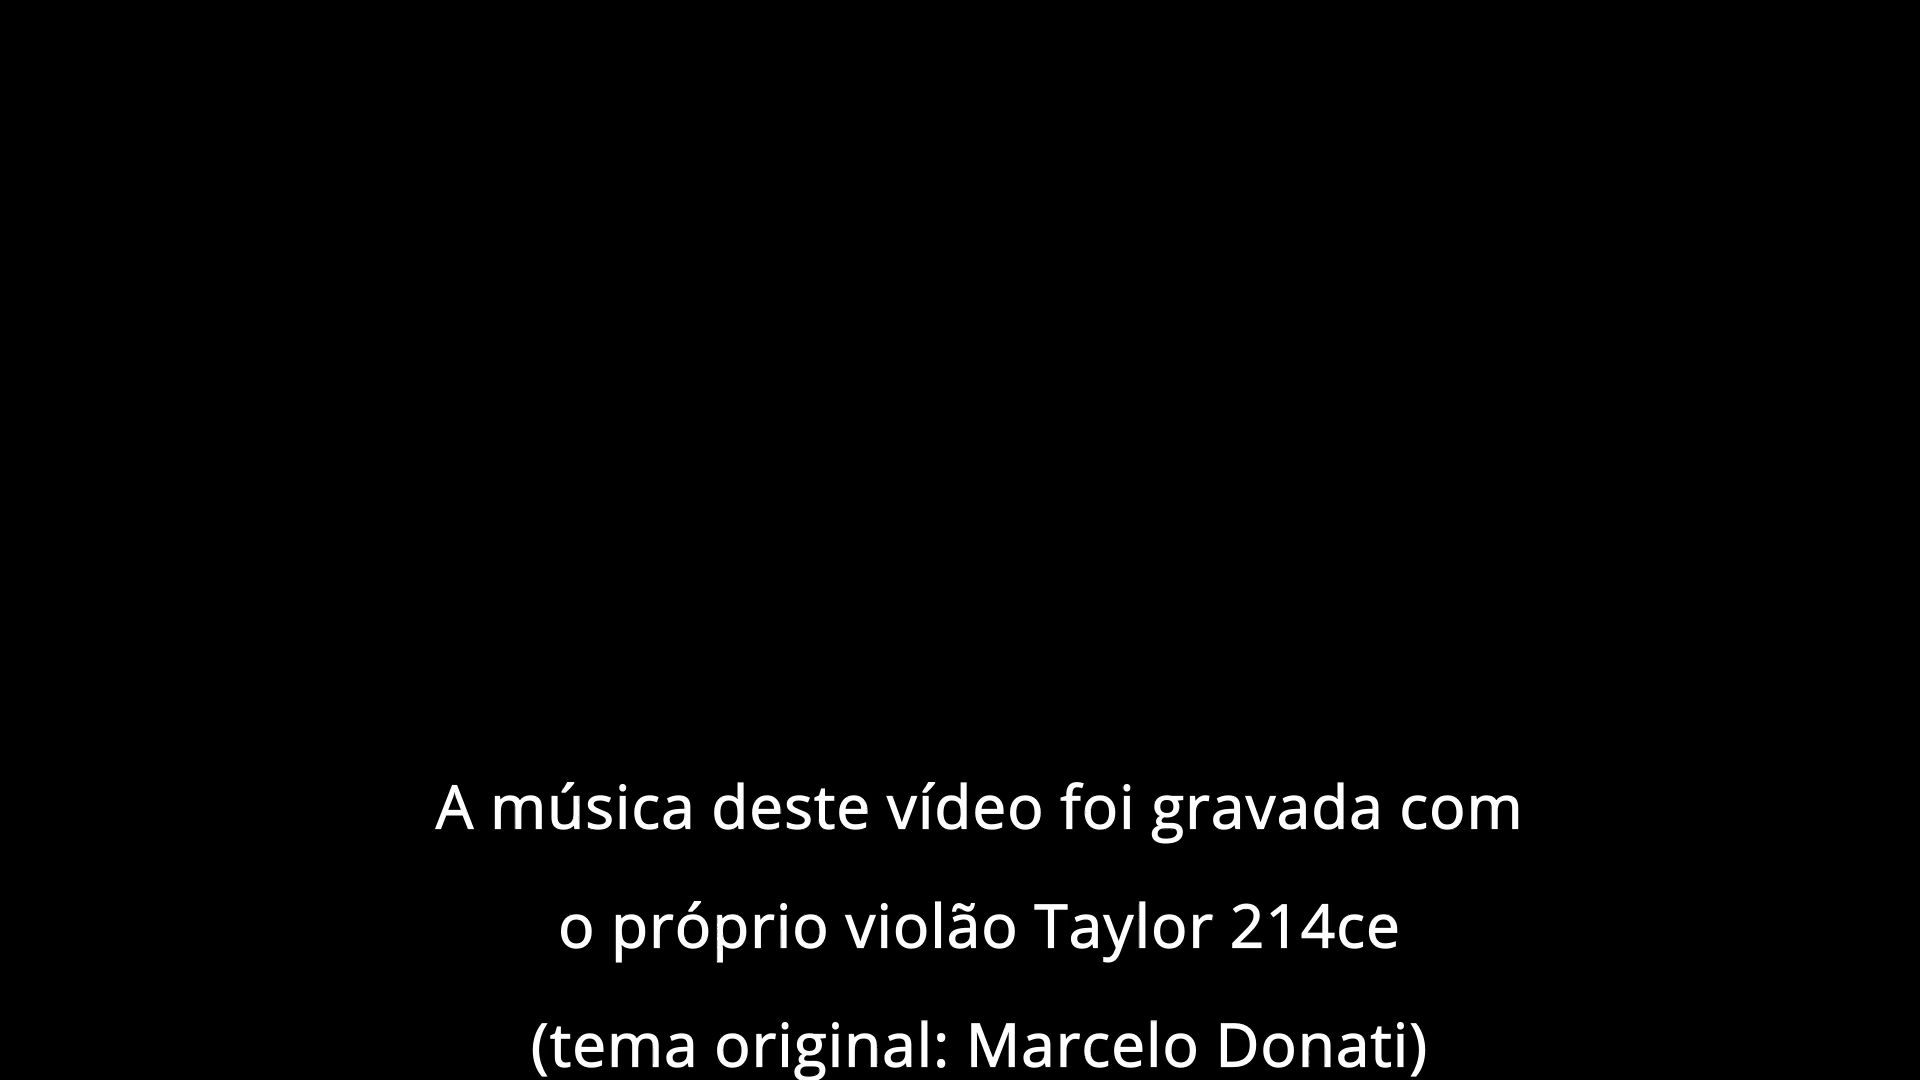 A música deste vídeo foi gravada com
o próprio violão Taylor 214ce
(tema original: Marcelo Donati)